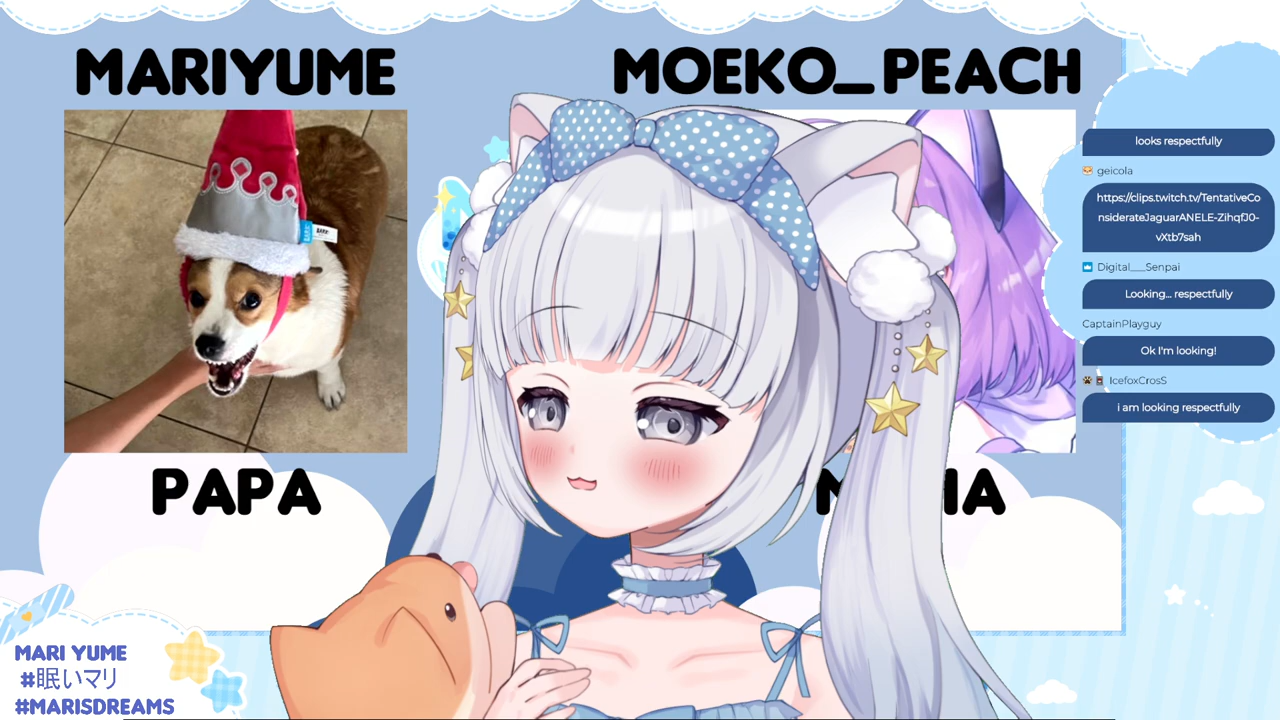 MARIYUME
MOEKO_PEACH
PAPA
looks respectfully
geicola
https://clips.twitch.tv/TentativeCo
nsiderateJaguarANELE-ZihqfJ0-
vXtb7sah
Digital___Senpai
Looking... respectfully
CaptainPlayguy
Ok I'm looking!
IcefoxCrosS
i am looking respectfully
MARI YUME
#眠いマリ
#MARISDREAMS